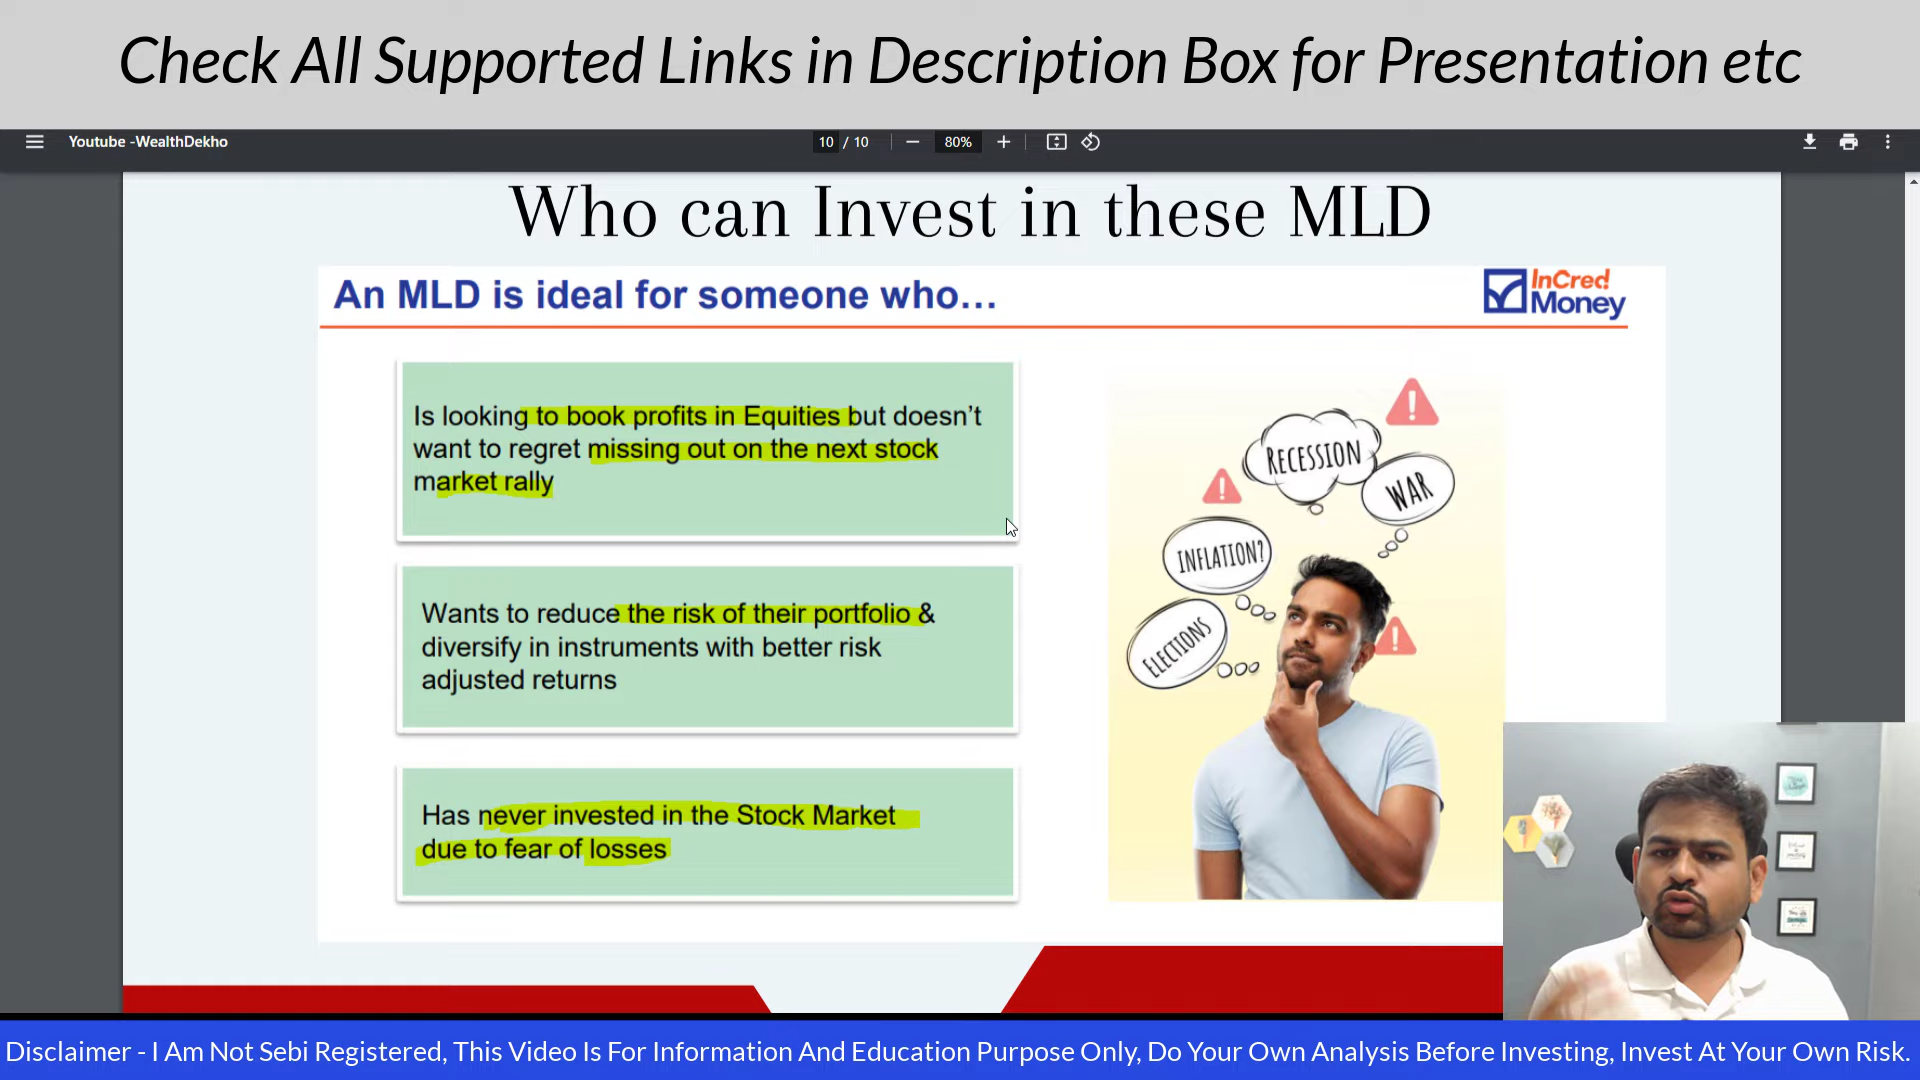 Check All Supported Links in Description Box for Presentation etc
Youtube -WealthDekho
10 / 10
80%
Who can Invest in these MLD
An MLD is ideal for someone who...
InCred
Money
Is looking to book profits in Equities but doesn't
want to regret missing out on the next stock
market rally
Wants to reduce the risk of their portfolio &
diversify in instruments with better risk
adjusted returns
Has never invested in the Stock Market
due to fear of losses
RECESSION
WAR
INFLATION?
ELECTIONS
Disclaimer - I Am Not Sebi Registered, This Video Is For Information And Education Purpose Only, Do Your Own Analysis Before Investing, Invest At Your Own Risk.